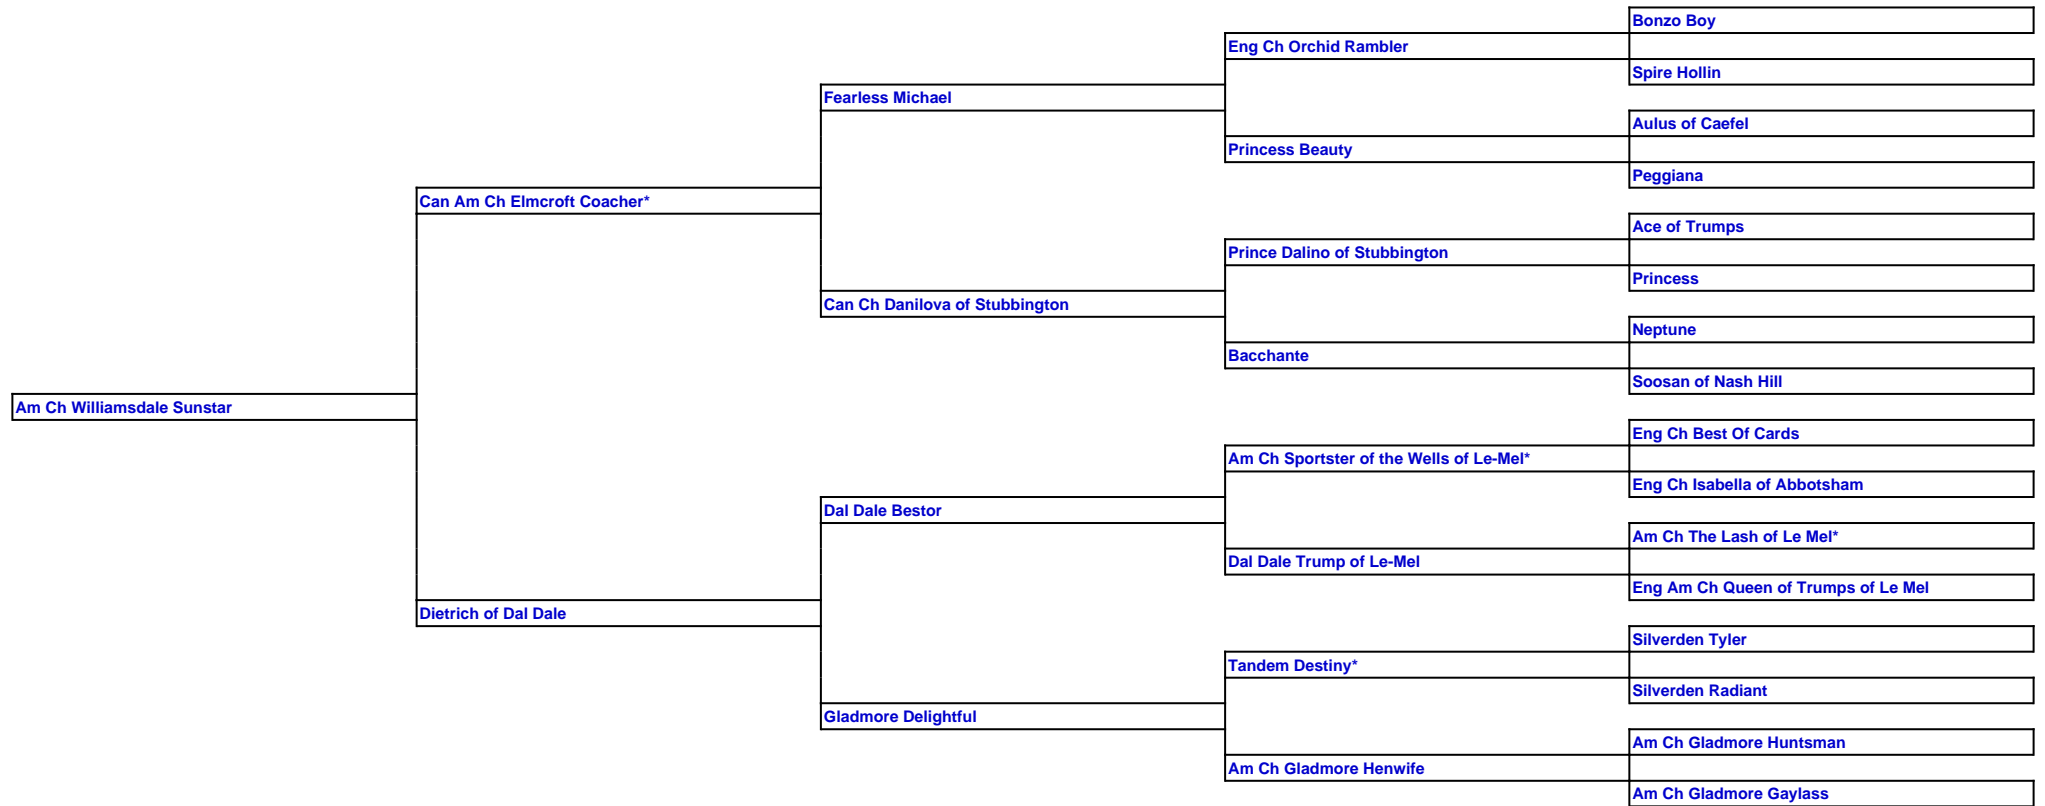 Bonzo Boy
Eng Ch Orchid Rambler
Spire Hollin
Fearless Michael
Aulus of Caefel
Princess Beauty
Peggiana
Can Am Ch Elmcroft Coacher*
Ace of Trumps
Prince Dalino of Stubbington
Princess
Can Ch Danilova of Stubbington
Neptune
Bacchante
Soosan of Nash Hill
Am Ch Williamsdale Sunstar
Eng Ch Best Of Cards
Am Ch Sportster of the Wells of Le-Mel*
Eng Ch Isabella of Abbotsham
Dal Dale Bestor
Am Ch The Lash of Le Mel*
Dal Dale Trump of Le-Mel
Eng Am Ch Queen of Trumps of Le Mel
Dietrich of Dal Dale
Silverden Tyler
Tandem Destiny*
Silverden Radiant
Gladmore Delightful
Am Ch Gladmore Huntsman
Am Ch Gladmore Henwife
Am Ch Gladmore Gaylass